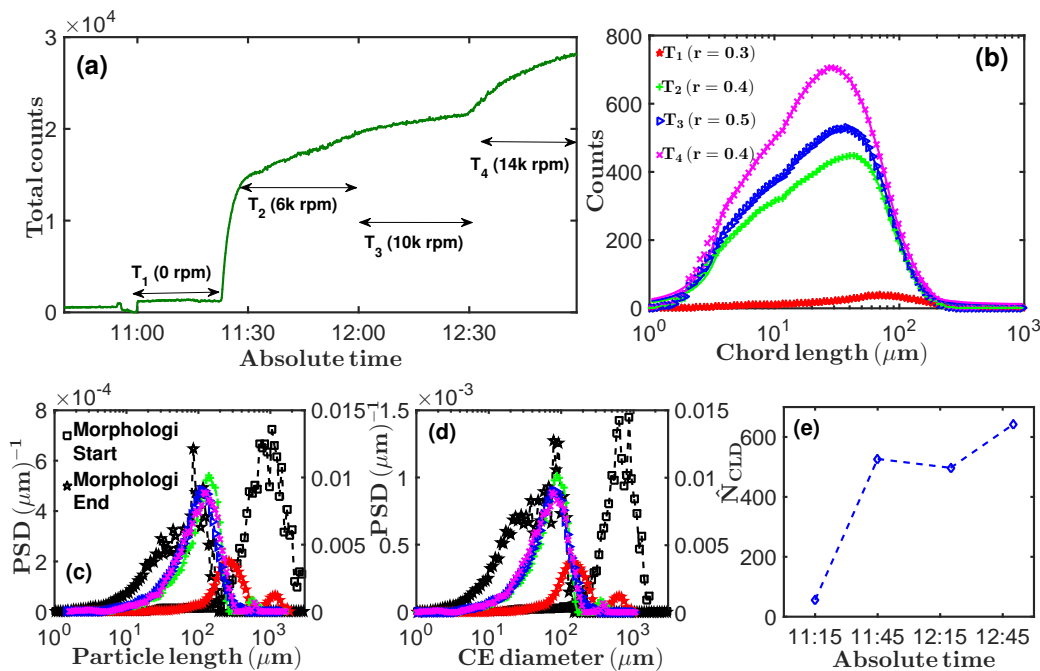 ×10⁴
3
2
1
0
Total counts
(a)
T₁ (0 rpm)
T₂ (6k rpm)
T₃ (10k rpm)
T₄ (14k rpm)
11:00 11:30 12:00 12:30
Absolute time
800
600
400
200
0
Counts
(b)
T₁ (r = 0.3)
T₂ (r = 0.4)
T₃ (r = 0.5)
T₄ (r = 0.4)
10⁰ 10¹ 10² 10³
Chord length (μm)
×10⁻⁴
8
6
4
2
0
PSD (μm)⁻¹
Morphologi
Start
Morphologi
End
(c)
0.015
0.01
0.005
0
10⁰ 10¹ 10² 10³
Particle length (μm)
×10⁻³
1.5
1
0.5
0
PSD (μm)⁻¹
(d)
0.015
0.01
0.005
0
10⁰ 10¹ 10² 10³
CE diameter (μm)
600
400
200
0
N̂_CLD
(e)
11:15 11:45 12:15 12:45
Absolute time